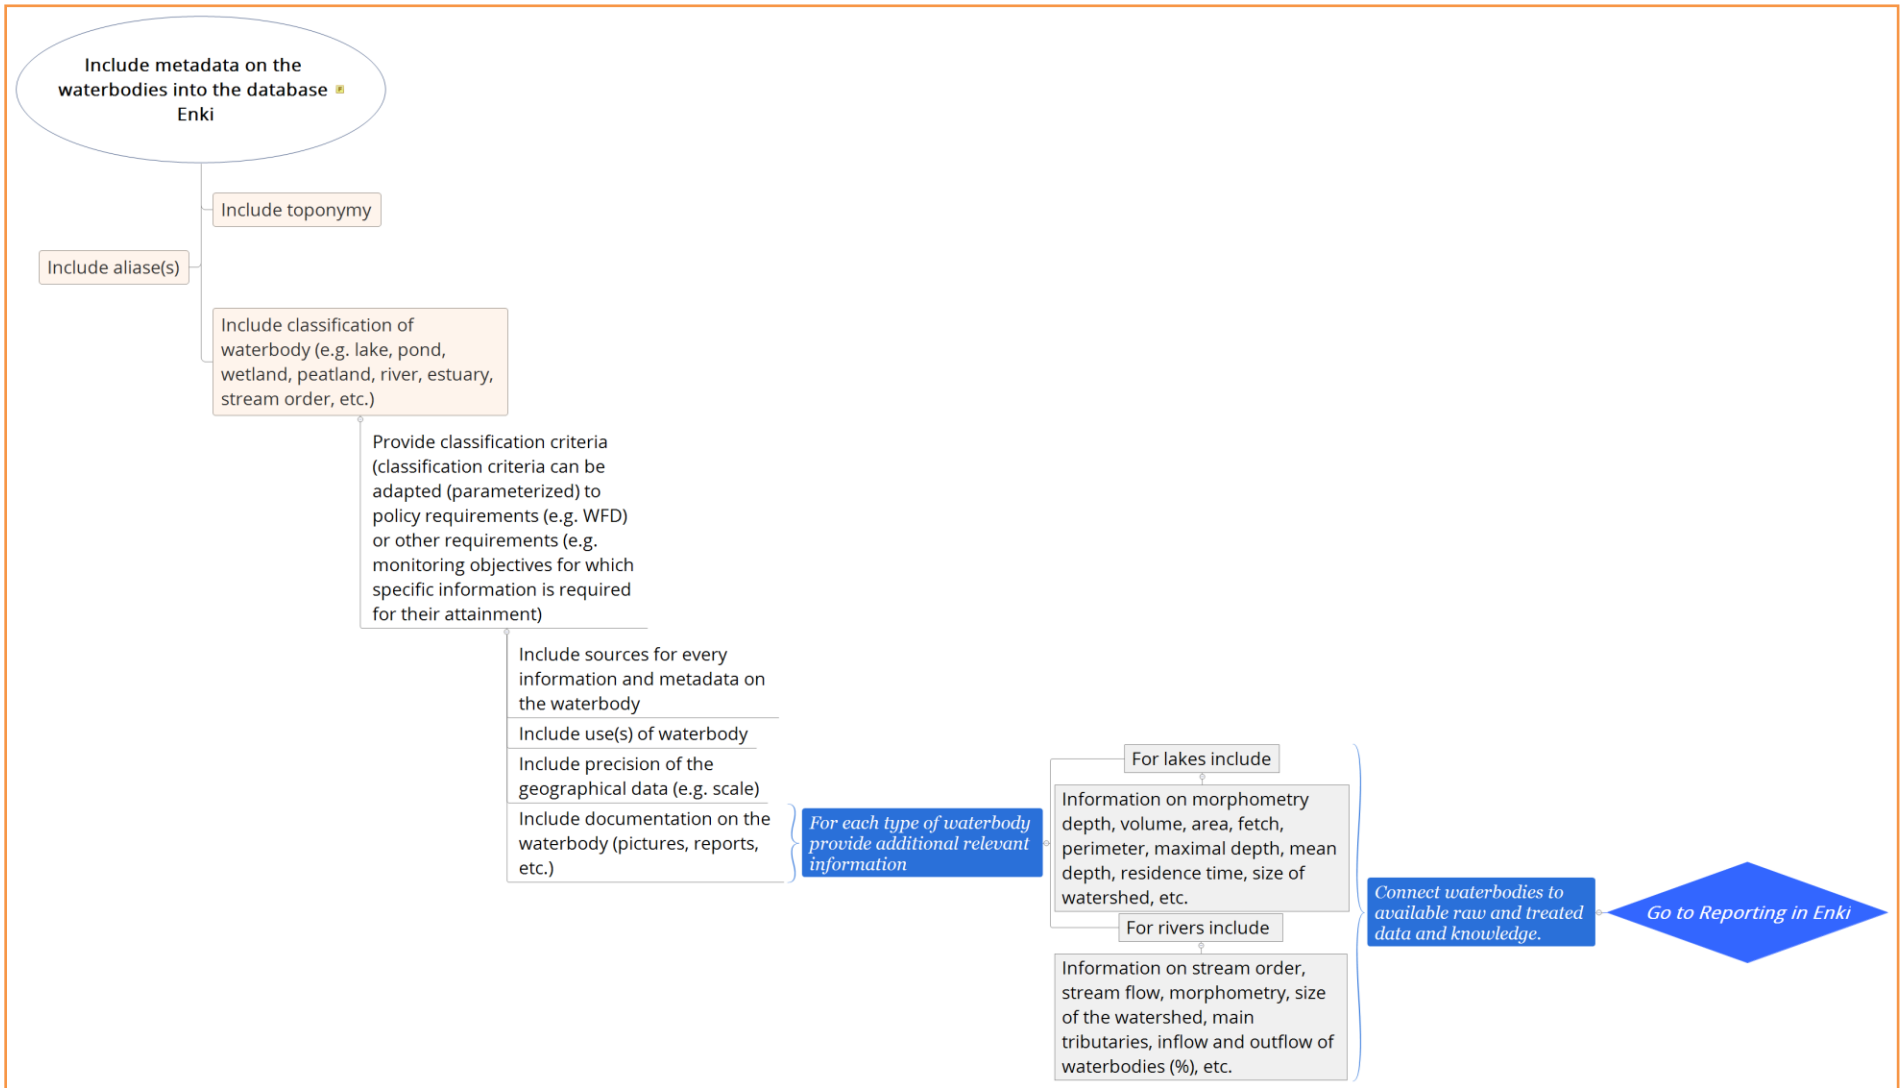 Include metadata on the
waterbodies into the database
Enki
Include toponymy
Include aliase(s)
Include classification of
waterbody (e.g. lake, pond,
wetland, peatland, river, estuary,
stream order, etc.)
Provide classification criteria
(classification criteria can be
adapted (parameterized) to
policy requirements (e.g. WFD)
or other requirements (e.g.
monitoring objectives for which
specific information is required
for their attainment)
Include sources for every
information and metadata on
the waterbody
Include use(s) of waterbody
Include precision of the
geographical data (e.g. scale)
Include documentation on the
waterbody (pictures, reports,
etc.)
For each type of waterbody
provide additional relevant
information
For lakes include
Information on morphometry
depth, volume, area, fetch,
perimeter, maximal depth, mean
depth, residence time, size of
watershed, etc.
For rivers include
Information on stream order,
stream flow, morphometry, size
of the watershed, main
tributaries, inflow and outflow of
waterbodies (%), etc.
Connect waterbodies to
available raw and treated
data and knowledge.
Go to Reporting in Enki